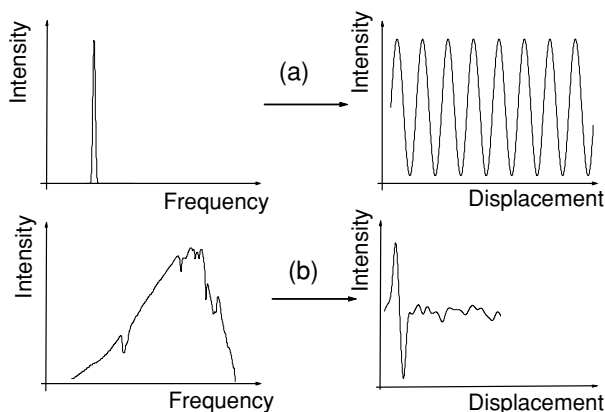 Intensity
Frequency
(a)
Intensity
Displacement
Intensity
Frequency
(b)
Intensity
Displacement